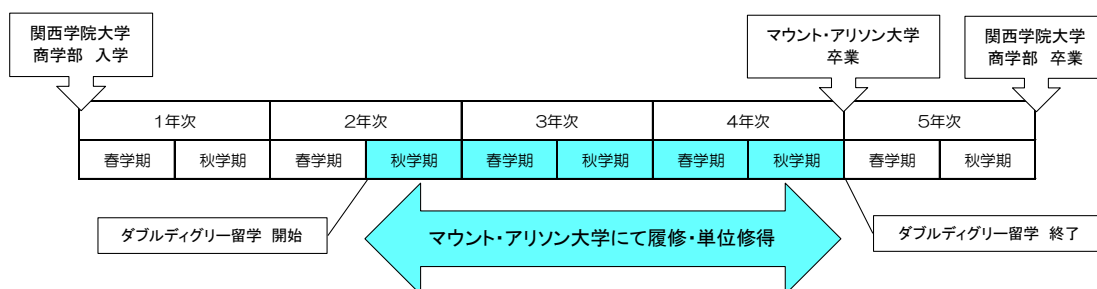 関西学院大学
商学部 入学
マウント・アリソン大学
卒業
関西学院大学
商学部 卒業
1年次 2年次 3年次 4年次 5年次
春学期 秋学期 春学期 秋学期 春学期 秋学期 春学期 秋学期 春学期 秋学期
ダブルディグリー留学 開始
マウント・アリソン大学にて履修・単位修得
ダブルディグリー留学 終了